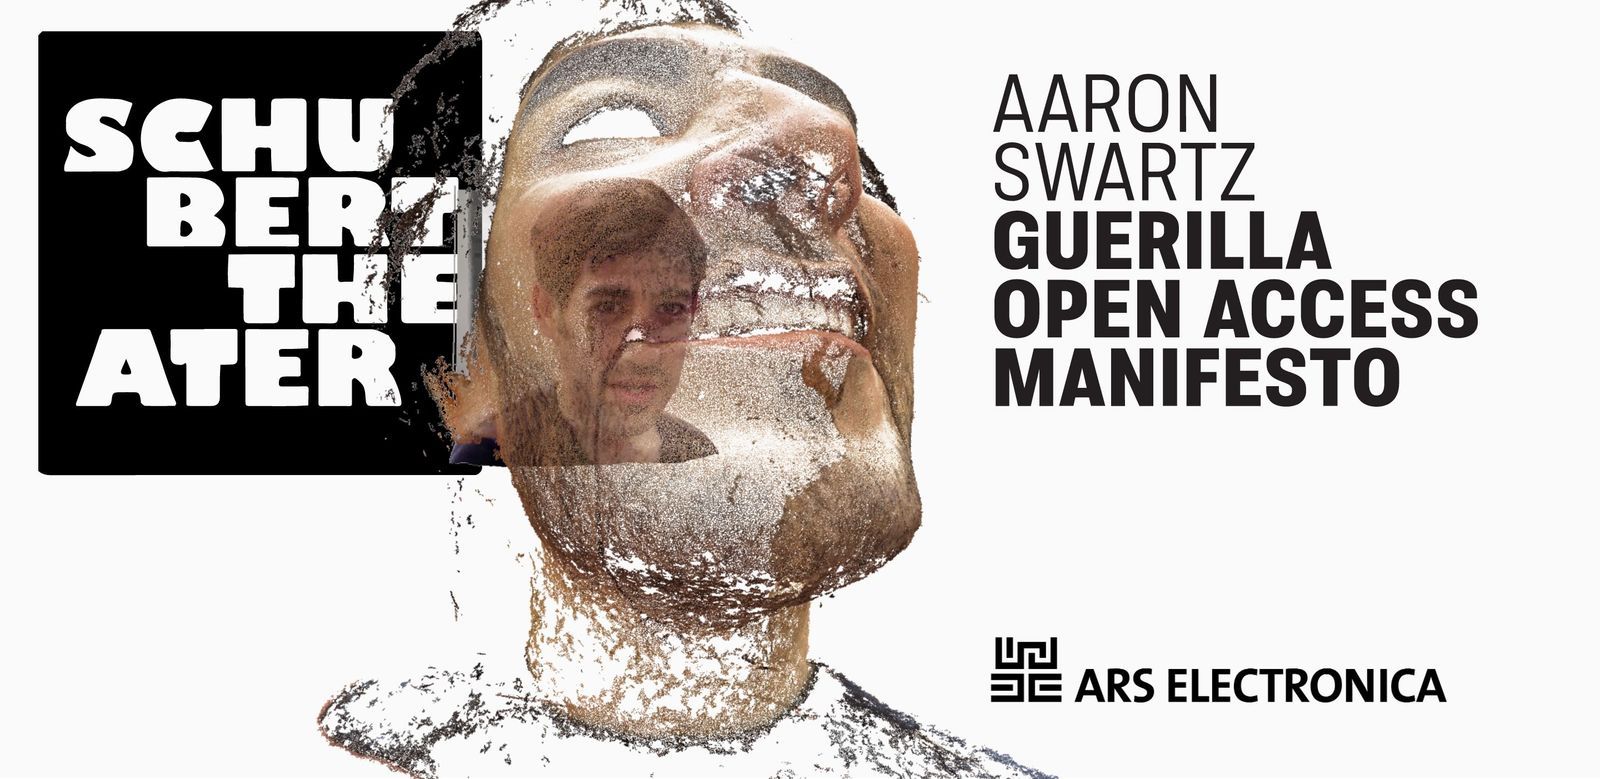 SCHU
BERT
THE
ATER
AARON
SWARTZ
GUERILLA
OPEN ACCESS
MANIFESTO
ARS ELECTRONICA